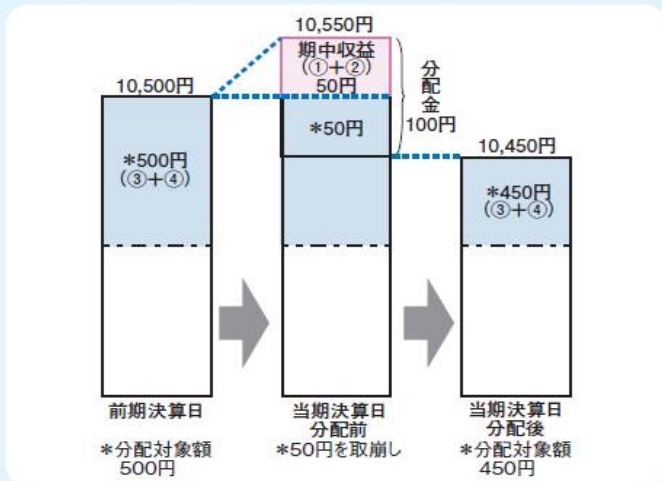 10,550円
期中収益
(①+②)
50円
分配金
100円
10,500円
*500円
(③+④)
*50円
10,450円
*450円
(③+④)
前期決算日
*分配対象額
500円
当期決算日
分配前
*50円を取崩し
当期決算日
分配後
*分配対象額
450円